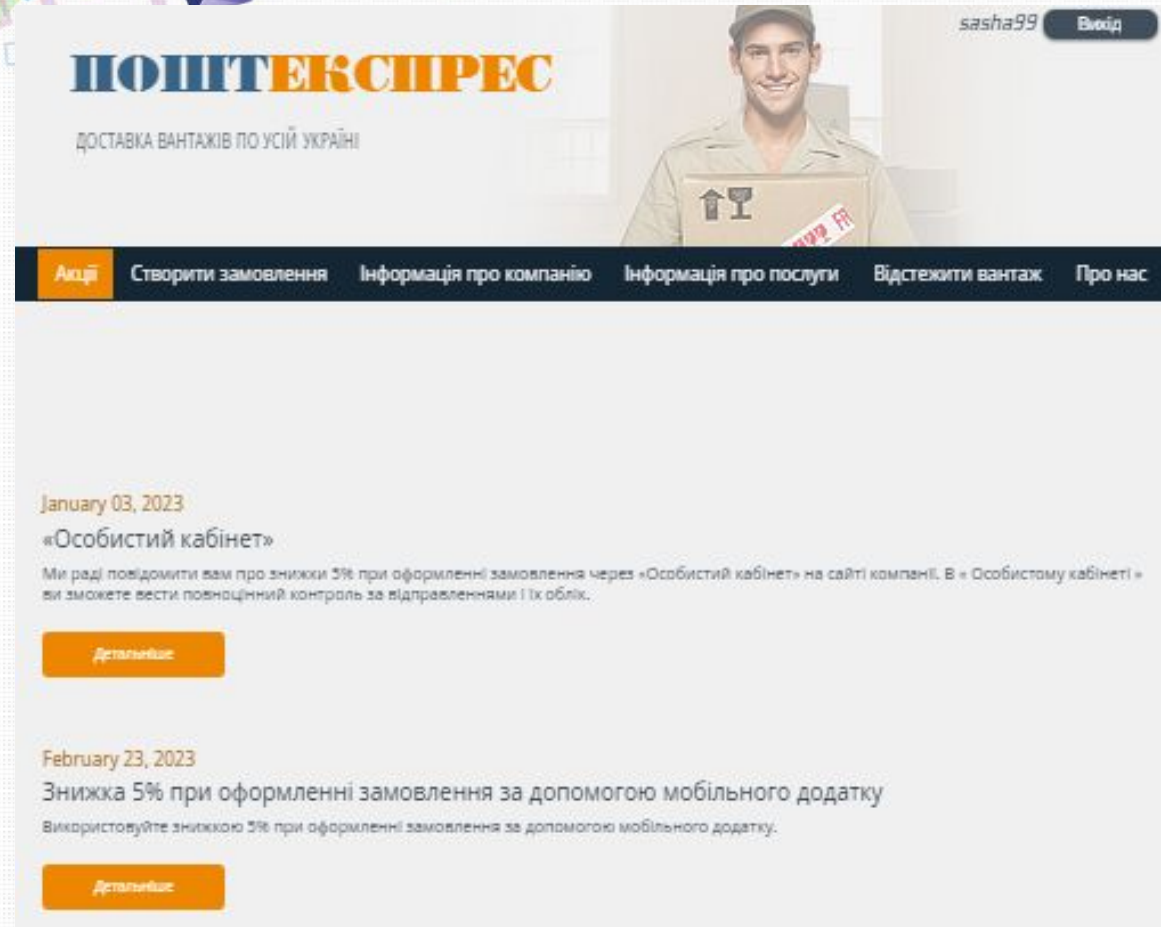 sasha99 Вихід
ПОШТЕКСПРЕС
ДОСТАВКА ВАНТАЖІВ ПО УСІЙ УКРАЇНІ
Акції Створити замовлення Інформація про компанію Інформація про послуги Відстежити вантаж Про нас
January 03, 2023
«Особистий кабінет»
Ми раді повідомити вам про знижки 5% при оформленні замовлення через «Особистий кабінет» на сайті компанії. В « Особистому кабінеті »
ви зможете вести повноцінний контроль за відправленнями і їх облік.
Детальніше
February 23, 2023
Знижка 5% при оформленні замовлення за допомогою мобільного додатку
Використовуйте знижкою 5% при оформленні замовлення за допомогою мобільного додатку.
Детальніше